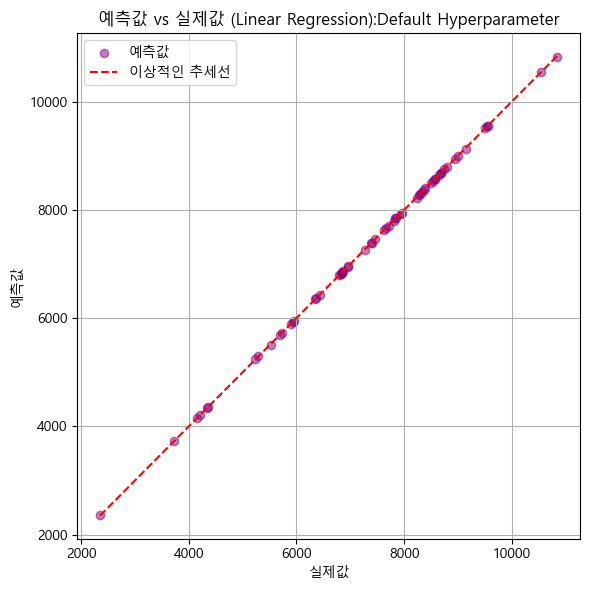 예측값 vs 실제값 (Linear Regression):Default Hyperparameter
예측값
이상적인 추세선
10000
8000
6000
4000
2000
예측값
2000 4000 6000 8000 10000
실제값